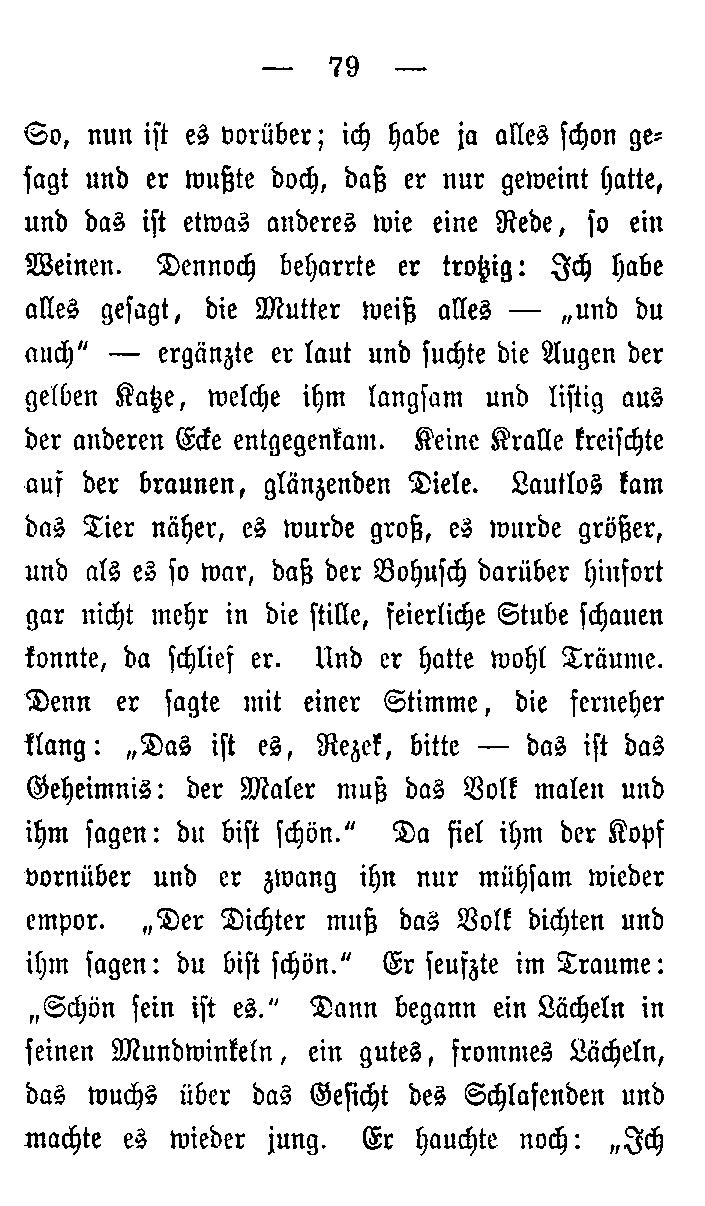 — 79 —
So, nun ist es vorüber; ich habe ja alles schon ge-
sagt und er wußte doch, daß er nur geweint hatte,
und das ist etwas anderes wie eine Rede, so ein
Weinen. Dennoch beharrte er trotzig: Ich habe
alles gesagt, die Mutter weiß alles — „und du
auch“ — ergänzte er laut und suchte die Augen der
gelben Katze, welche ihm langsam und listig aus
der anderen Ecke entgegenkam. Keine Kralle kreischte
auf der braunen, glänzenden Diele. Lautlos kam
das Tier näher, es wurde groß, es wurde größer,
und als es so war, daß der Bohusch darüber hinfort
gar nicht mehr in die stille, feierliche Stube schauen
konnte, da schlief er. Und er hatte wohl Träume.
Denn er sagte mit einer Stimme, die ferneher
klang: „Das ist es, Rezek, bitte — das ist das
Geheimnis: der Maler muß das Volk malen und
ihm sagen: du bist schön.“ Da fiel ihm der Kopf
vornüber und er zwang ihn nur mühsam wieder
empor. „Der Dichter muß das Volk dichten und
ihm sagen: du bist schön.“ Er seufzte im Traume:
„Schön sein ist es.“ Dann begann ein Lächeln in
seinen Mundwinkeln, ein gutes, frommes Lächeln,
das wuchs über das Gesicht des Schlafenden und
machte es wieder jung. Er hauchte noch: „Ich